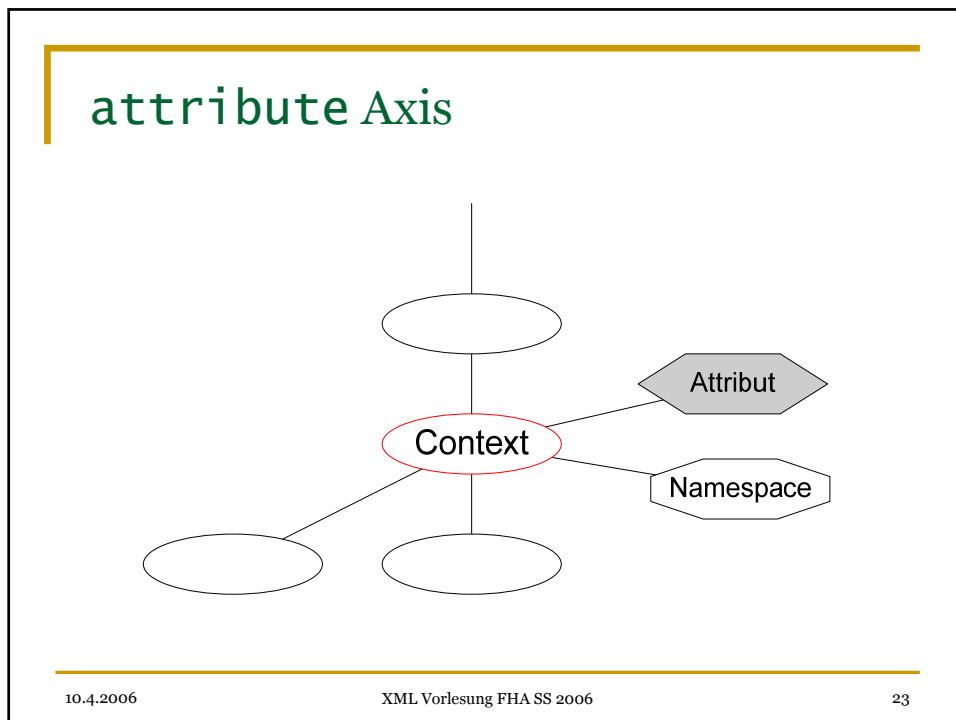 attribute Axis
Attribut
Context
Namespace
10.4.2006 XML Vorlesung FHA SS 2006 23